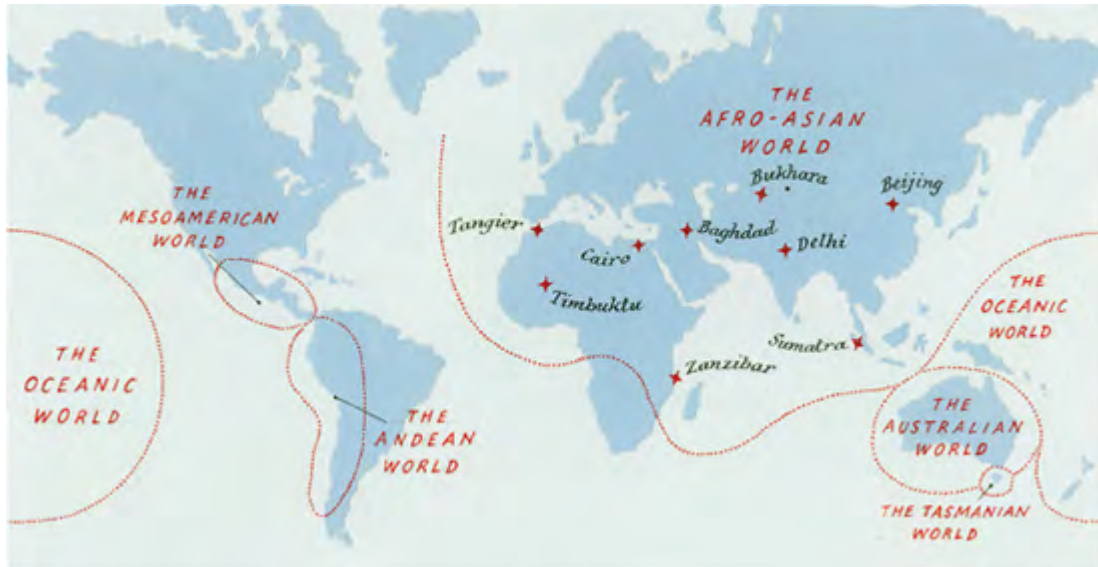 THE
AFRO-ASIAN
WORLD
Bukhara
Beijing
THE
MESOAMERICAN
WORLD
Tangier
Baghdad
Cairo
Delhi
Timbuktu
THE
OCEANIC
WORLD
Sumatra
Zanzibar
THE
OCEANIC
WORLD
THE
ANDEAN
WORLD
THE
AUSTRALIAN
WORLD
THE TASMANIAN
WORLD